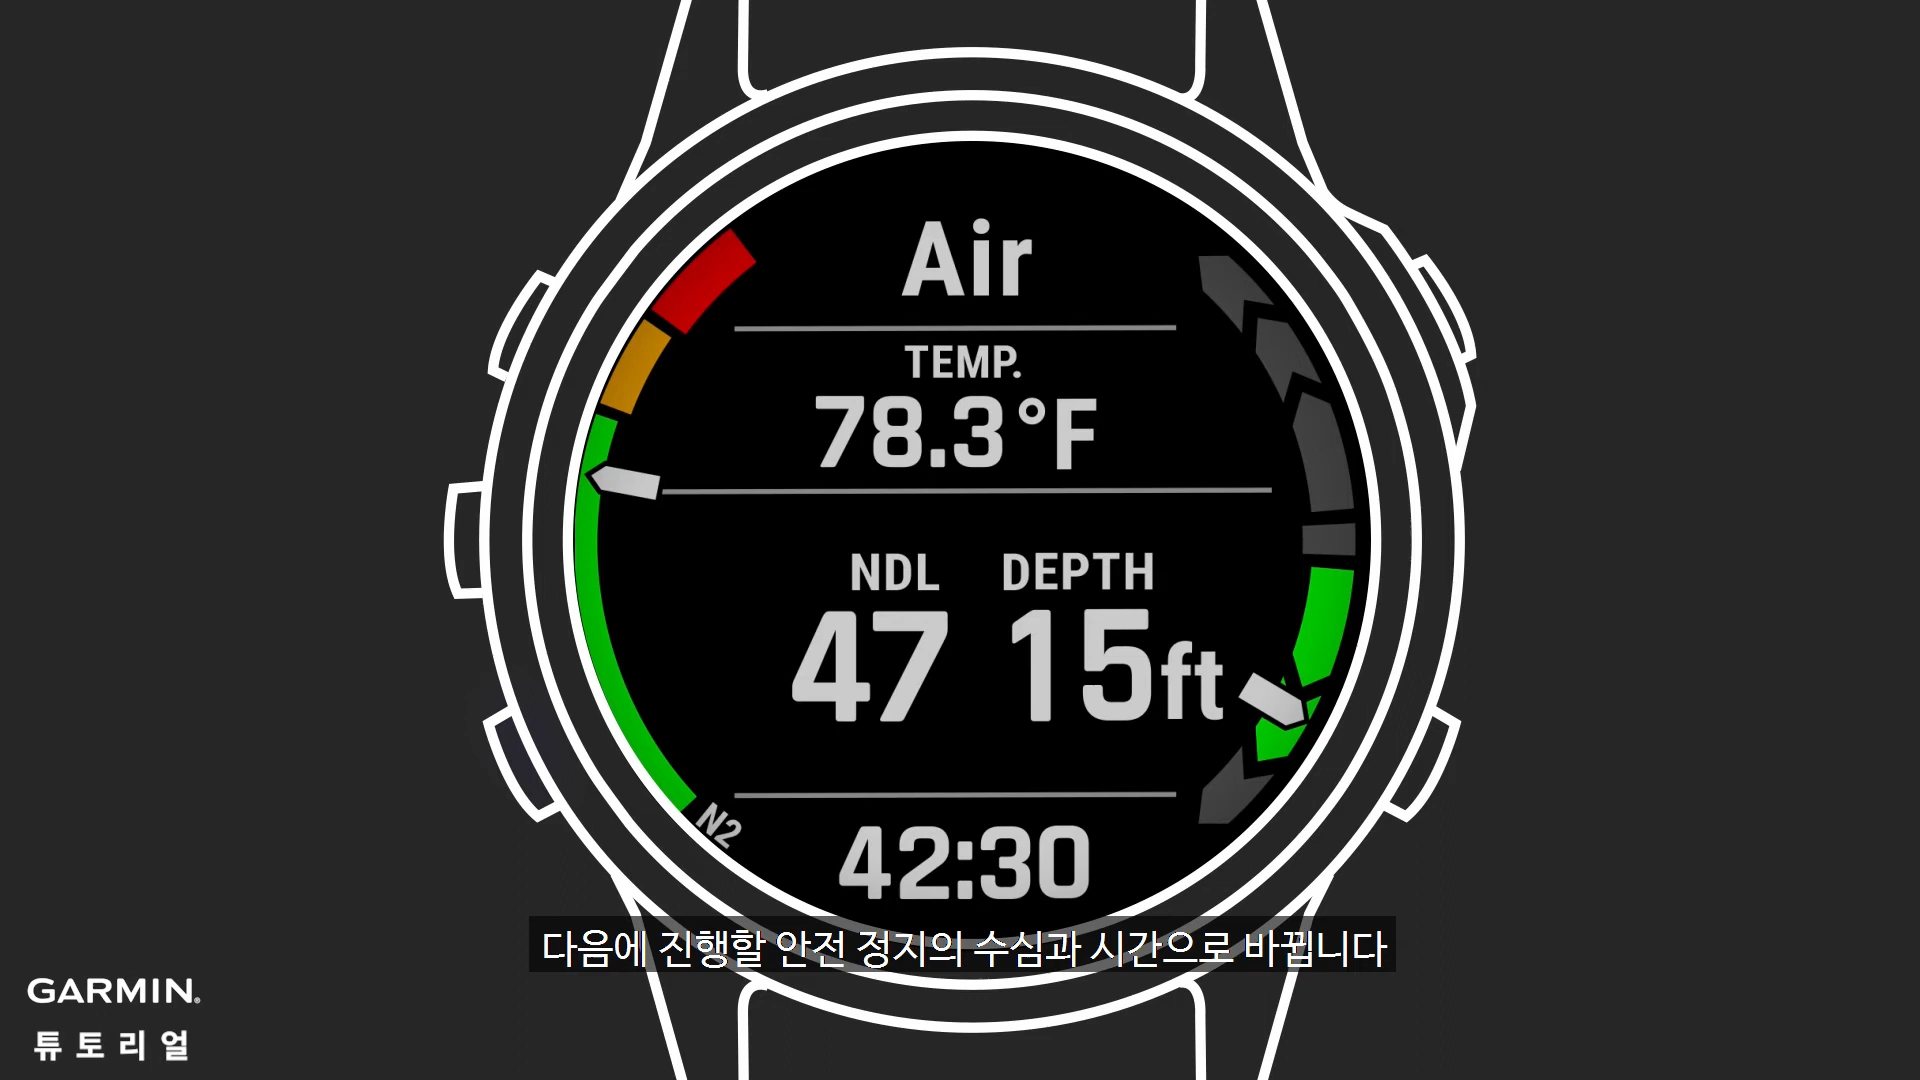 Air
TEMP.
78.3°F
NDL DEPTH
47 15ft
N2
42:30
다음에 진행할 안전 정지의 수심과 시간으로 바뀝니다
GARMIN.
튜토리얼